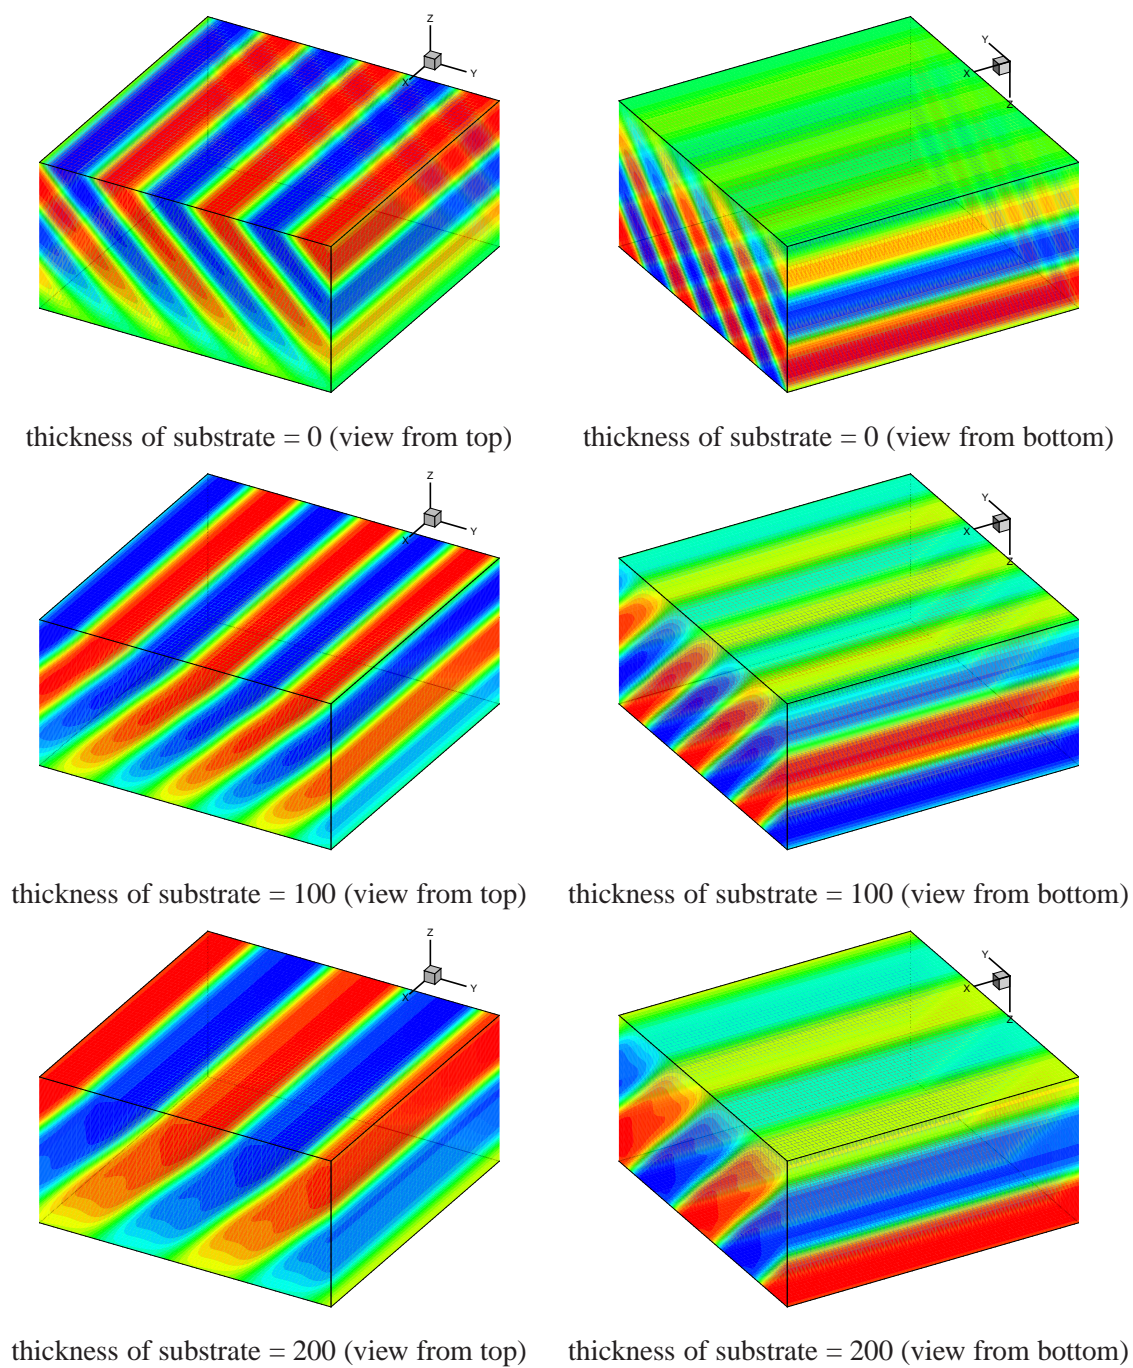 Z
Y
X
Y
X
Z
thickness of substrate = 0 (view from top)
thickness of substrate = 0 (view from bottom)
Z
Y
X
Y
X
Z
thickness of substrate = 100 (view from top)
thickness of substrate = 100 (view from bottom)
Z
Y
X
Y
X
Z
thickness of substrate = 200 (view from top)
thickness of substrate = 200 (view from bottom)